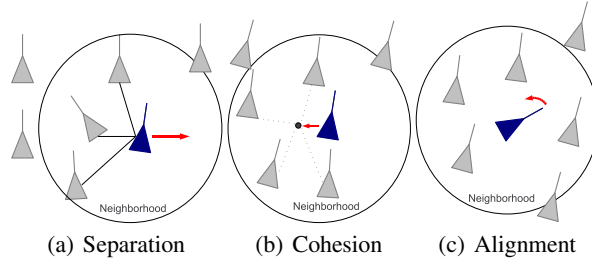 Neighborhood
Neighborhood
Neighborhood
(a) Separation
(b) Cohesion
(c) Alignment